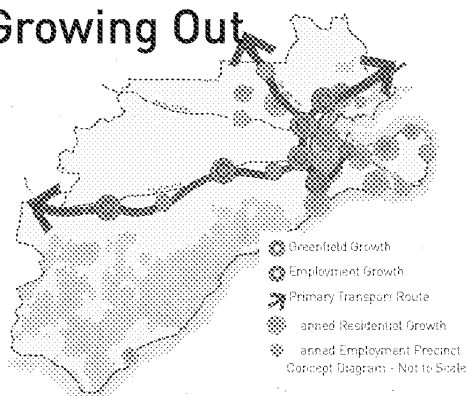 Growing Out
Greenfield Growth
Employment Growth
Primary Transport Route
anned Residential Growth
anned Employment Precinct
Concept Diagram - Not to Scale